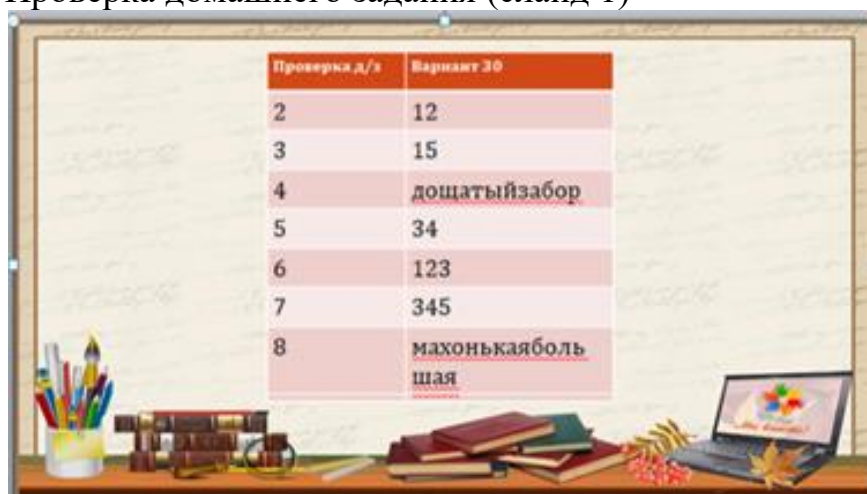 Проверка домашнего задания (слайд 1)
Проверка д/з Вариант 30
2 12
3 15
4 дощатыйзабор
5 34
6 123
7 345
8 махонькаяболь
шая